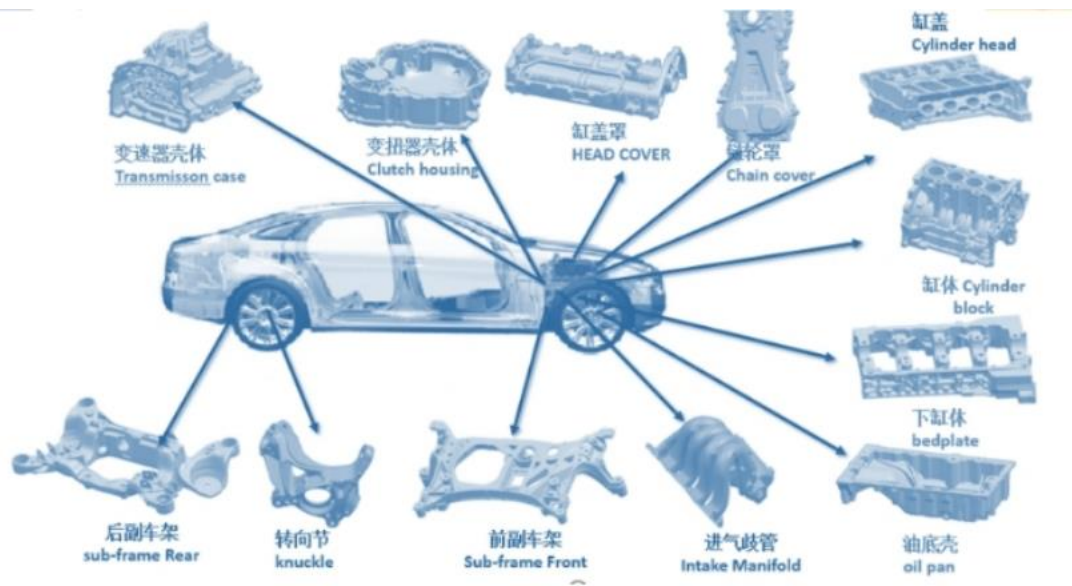 缸盖
Cylinder head
变速器壳体
Transmisson case
变扭器壳体
Clutch housing
缸盖罩
HEAD COVER
轮罩
Chain cover
缸体 Cylinder
block
下缸体
bedplate
后副车架
sub-frame Rear
转向节
knuckle
前副车架
Sub-frame Front
进气歧管
Intake Manifold
油底壳
oil pan